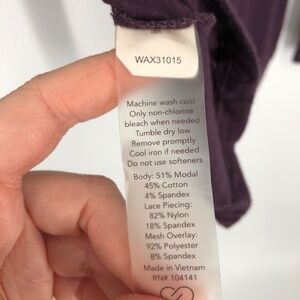 WAX31015
Machine wash cold
Only non-chlorine
bleach when needed
Tumble dry low
Remove promptly
Cool iron if needed
Do not use softeners
Body: 51% Modal
45% Cotton
4% Spandex
Lace Piecing:
82% Nylon
18% Spandex
Mesh Overlay:
92% Polyester
8% Spandex
Made in Vietnam
RN# 104141